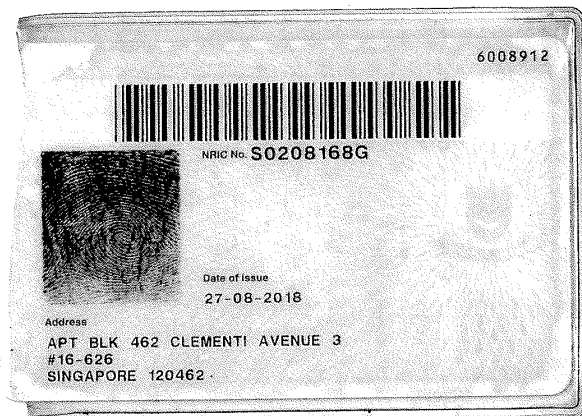 6008912
NRIC No. S0208168G
Date of issue
27-08-2018
Address
APT BLK 462 CLEMENTI AVENUE 3
#16-626
SINGAPORE 120462